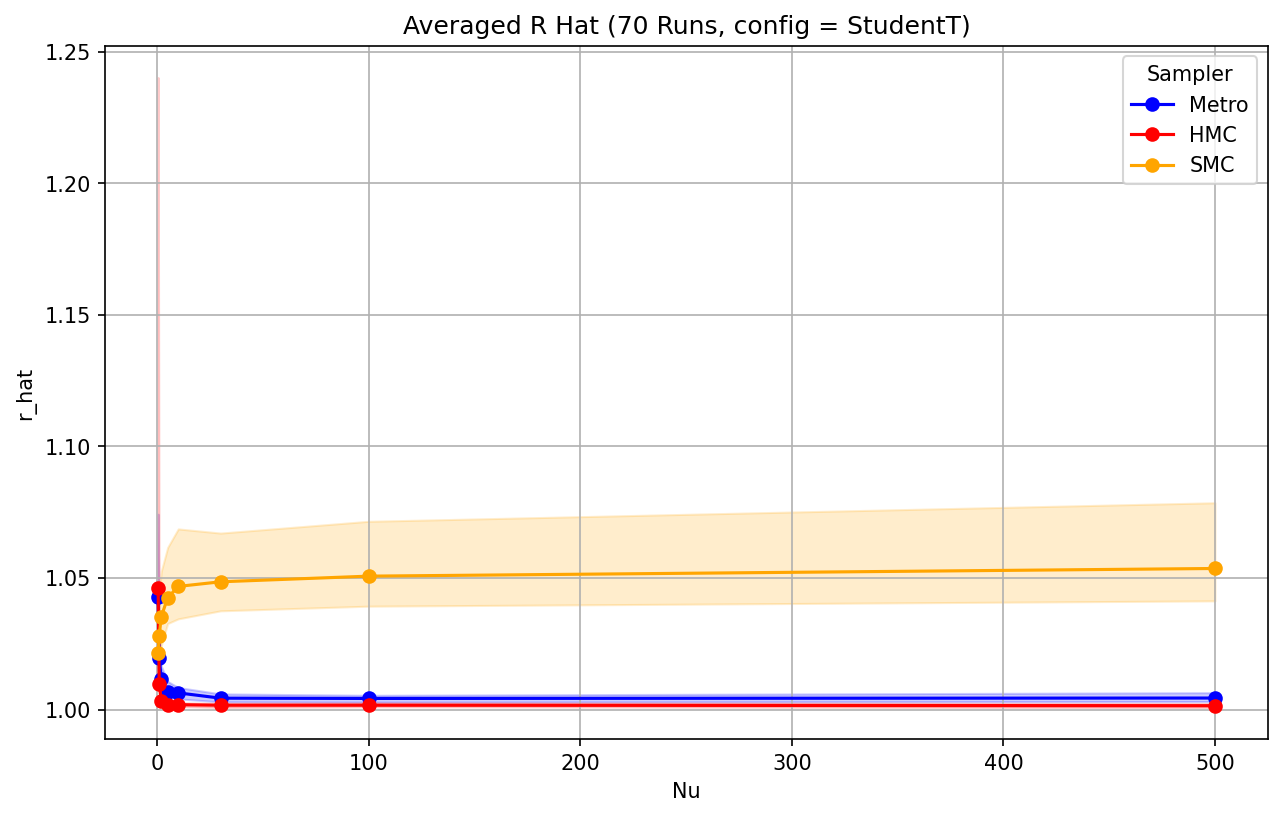 Averaged R Hat (70 Runs, config = StudentT)
1.25
1.20
1.15
1.10
1.05
1.00
r_hat
Sampler
Metro
HMC
SMC
0 100 200 300 400 500
Nu